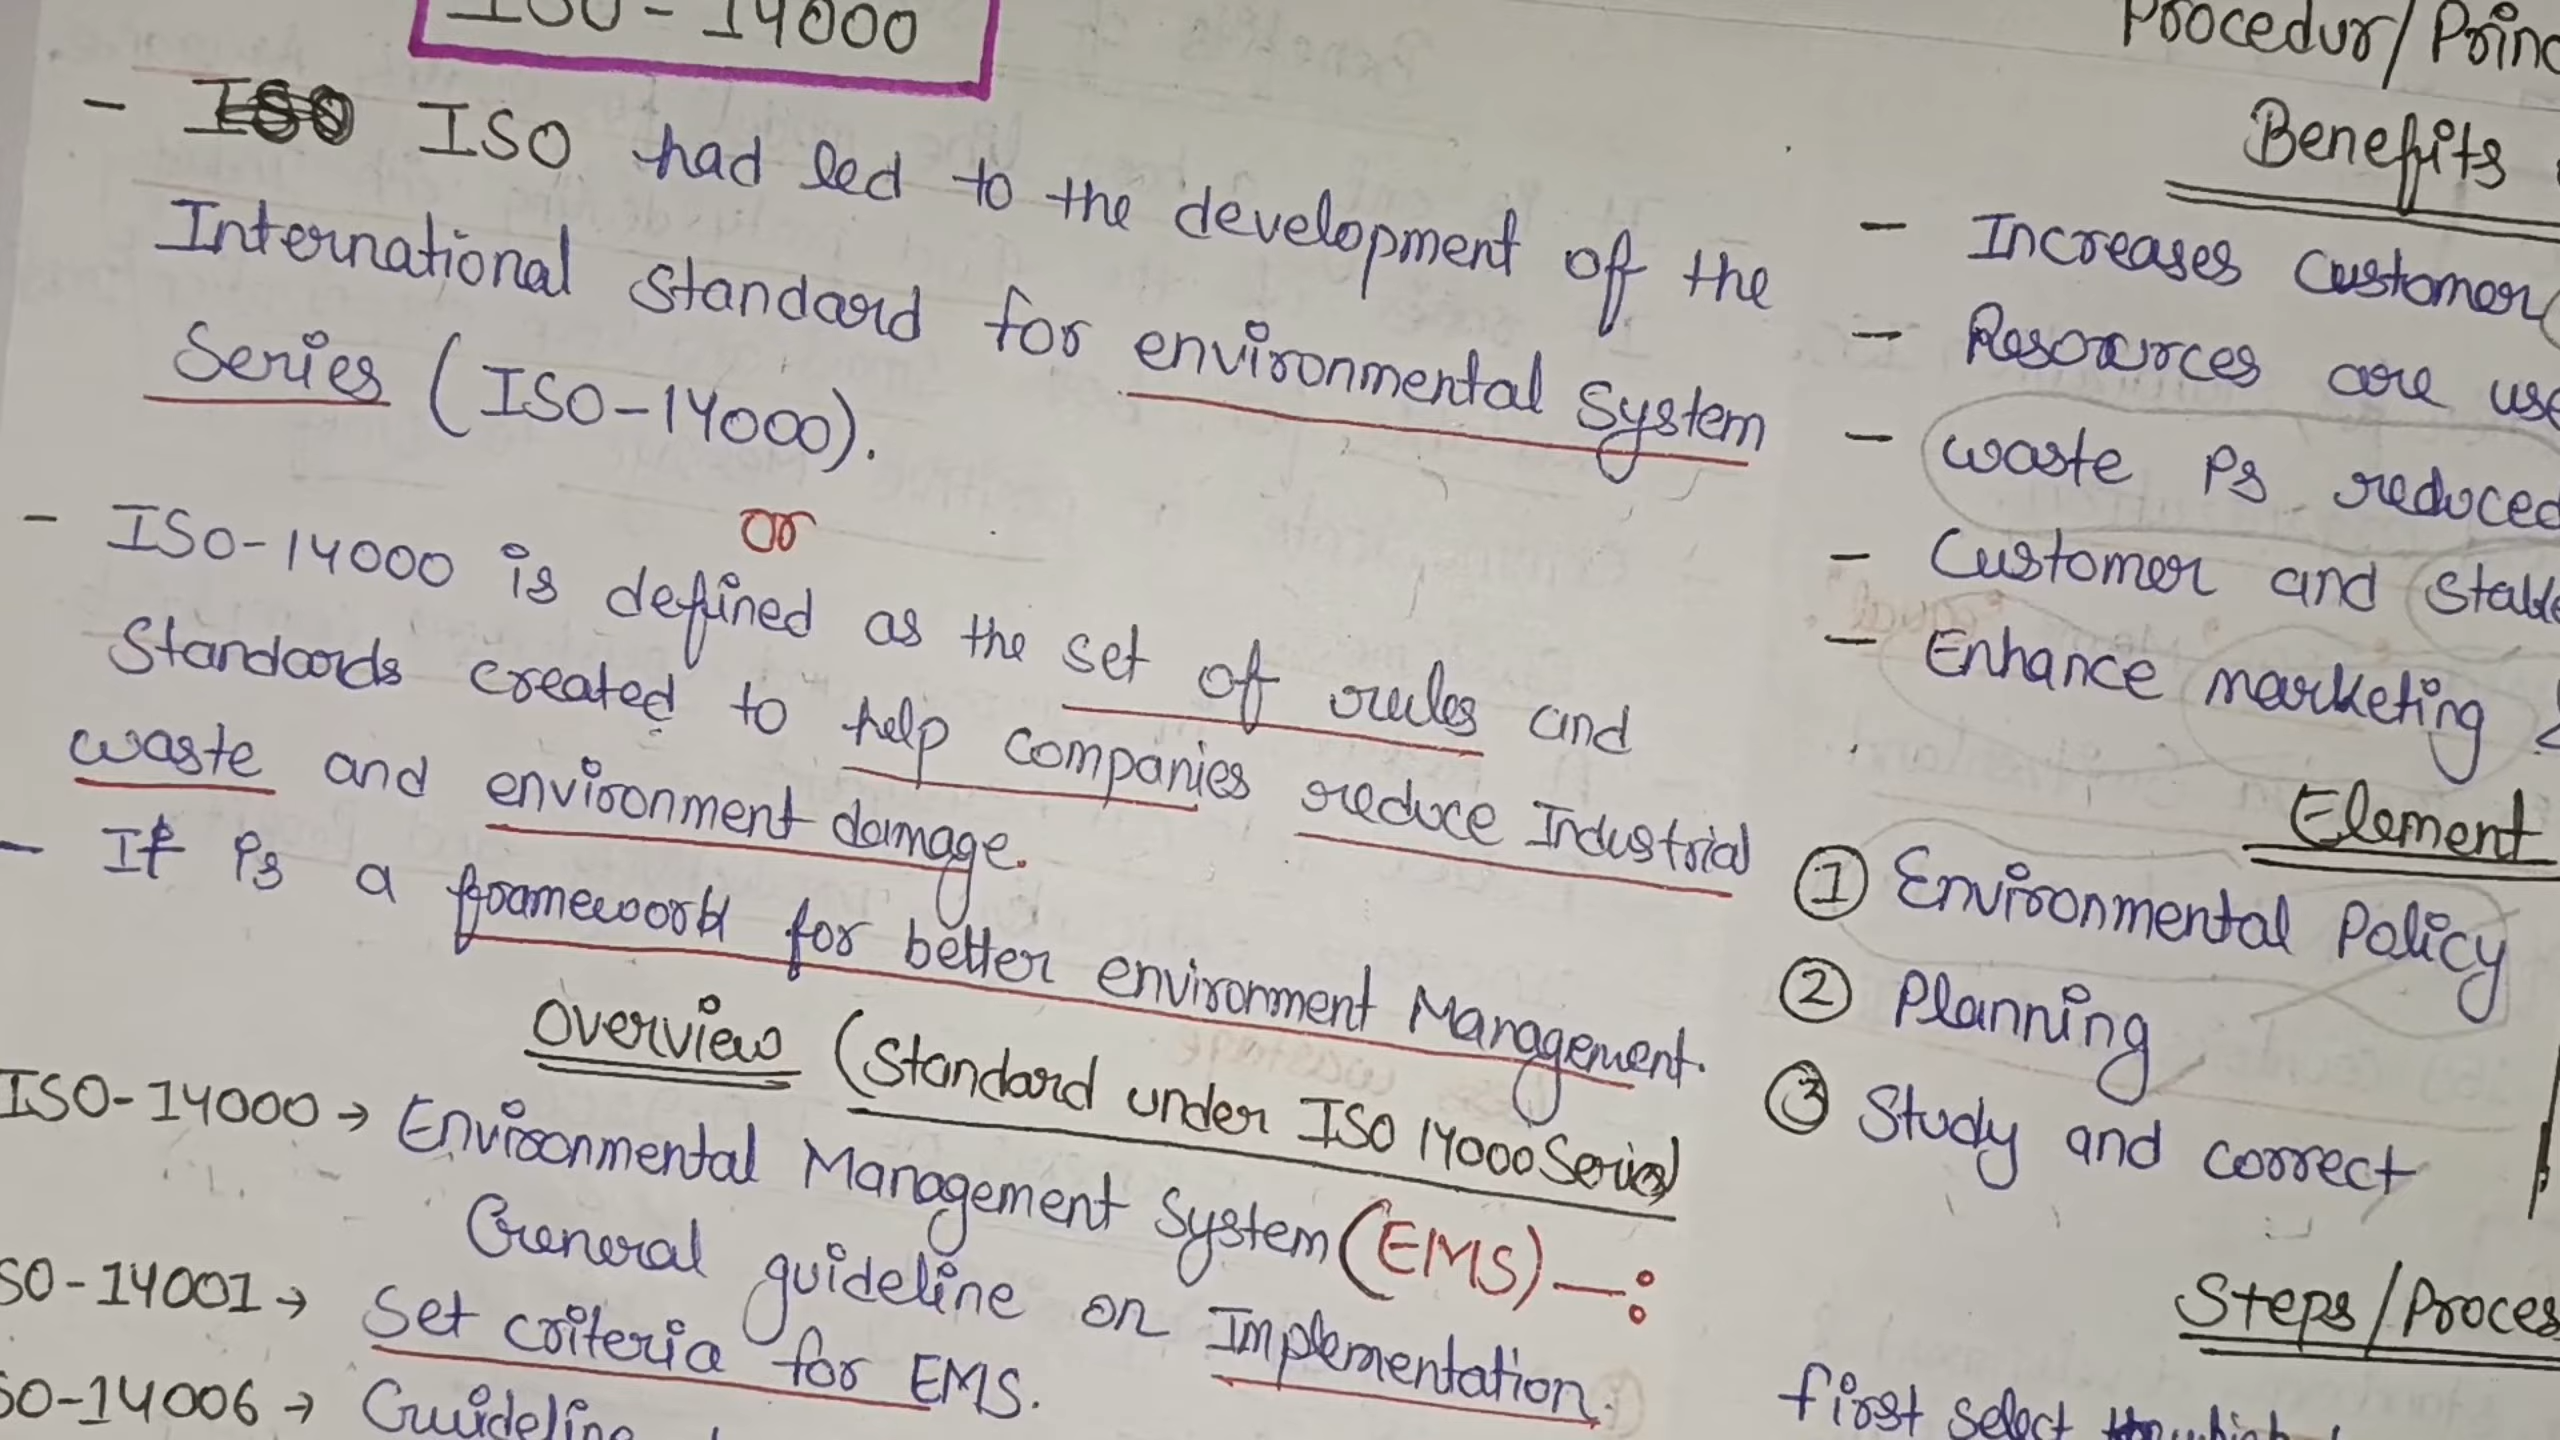 ISO - 14000
- ISO had led to the development of the
International Standard for environmental System
Series (ISO-14000).
or
- ISO-14000 is defined as the set of rules and
Standards created to help companies reduce Industrial
waste and environment damage.
- It is a framework for better environment Management.
Overview (Standard under ISO 14000 Series)
ISO-14000 → Environmental Management System (EMS) —:
General guideline on Implementation.
SO-14001 → Set criteria for EMS.
SO-14006 → Guideline
Procedur/Princ
Benefits
- Increases Customer
- Resources are use
- waste is reduced
- Customer and stake
- Enhance marketing &
Element
① Environmental Policy
② Planning
③ Study and correct
Steps/Proces
first select